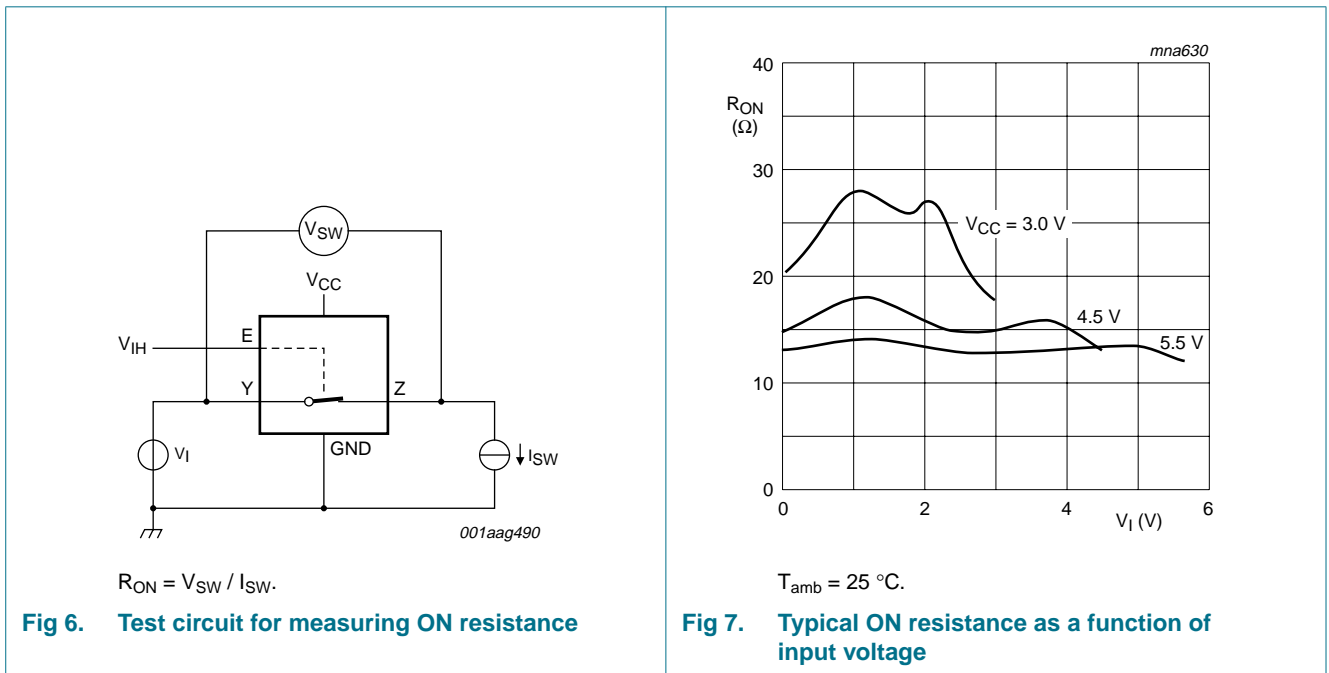 V_SW
V_CC
V_IH
E
Y
Z
V_I
GND
I_SW
001aag490
R_ON = V_SW / I_SW.
Fig 6. Test circuit for measuring ON resistance
mna630
40
R_ON
(Ω)
30
V_CC = 3.0 V
20
4.5 V
5.5 V
10
0
0
2
4
6
V_I (V)
T_amb = 25 °C.
Fig 7. Typical ON resistance as a function of
input voltage